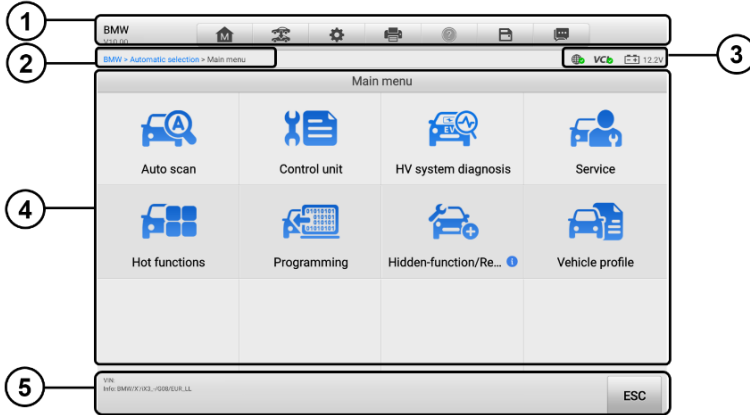 1
BMW
V10.00
2
BMW > Automatic selection > Main menu
VCI
12.2V
3
Main menu
EV
Auto scan
Control unit
HV system diagnosis
Service
4
Hot functions
Programming
Hidden-function/Re...
Vehicle profile
5
VIN:
Info: BMW/X'/iX3_-/G08/EUR_LL
ESC